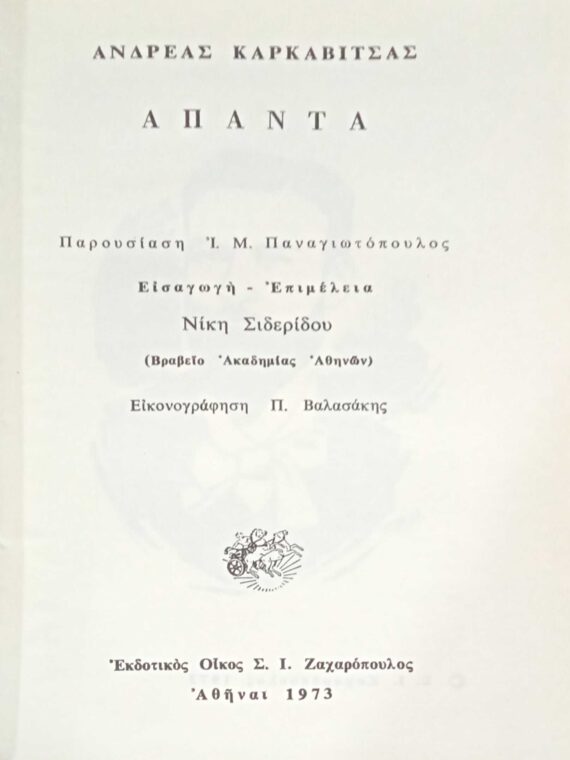 ΑΝΔΡΕΑΣ ΚΑΡΚΑΒΙΤΣΑΣ
ΑΠΑΝΤΑ
Παρουσίαση Ἰ. Μ. Παναγιωτόπουλος
Εἰσαγωγὴ - Ἐπιμέλεια
Νίκη Σιδερίδου
(Βραβεῖο Ἀκαδημίας Ἀθηνῶν)
Εἰκονογράφηση Π. Βαλασάκης
Ἐκδοτικὸς Οἶκος Σ. Ι. Ζαχαρόπουλος
Ἀθῆναι 1973